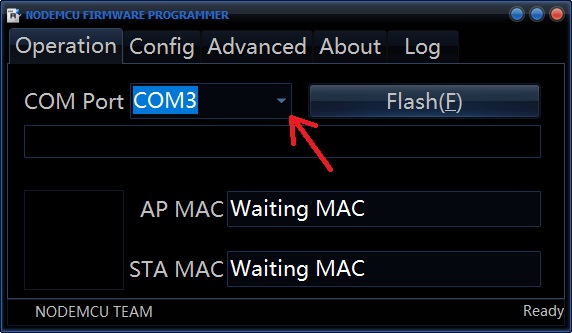 NODEMCU FIRMWARE PROGRAMMER
Operation Config Advanced About Log
COM Port COM3 Flash(F)
AP MAC Waiting MAC
STA MAC Waiting MAC
NODEMCU TEAM Ready